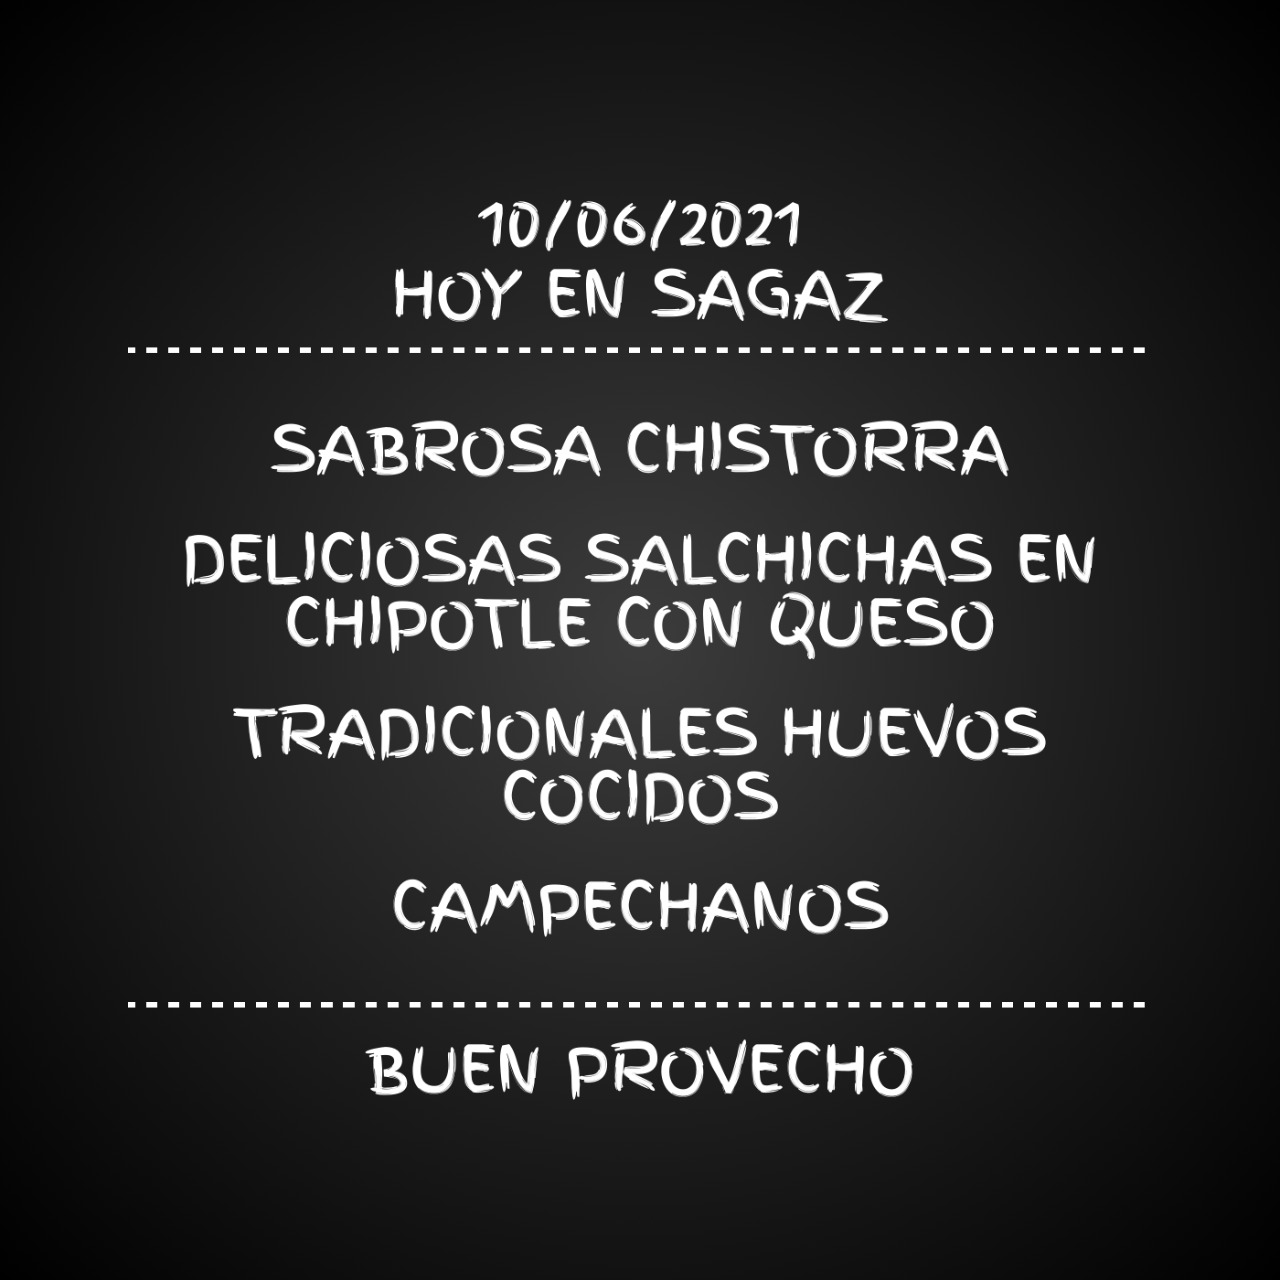 10/06/2021
HOY EN SAGAZ
SABROSA CHISTORRA
DELICIOSAS SALCHICHAS EN
CHIPOTLE CON QUESO
TRADICIONALES HUEVOS
COCIDOS
CAMPECHANOS
BUEN PROVECHO